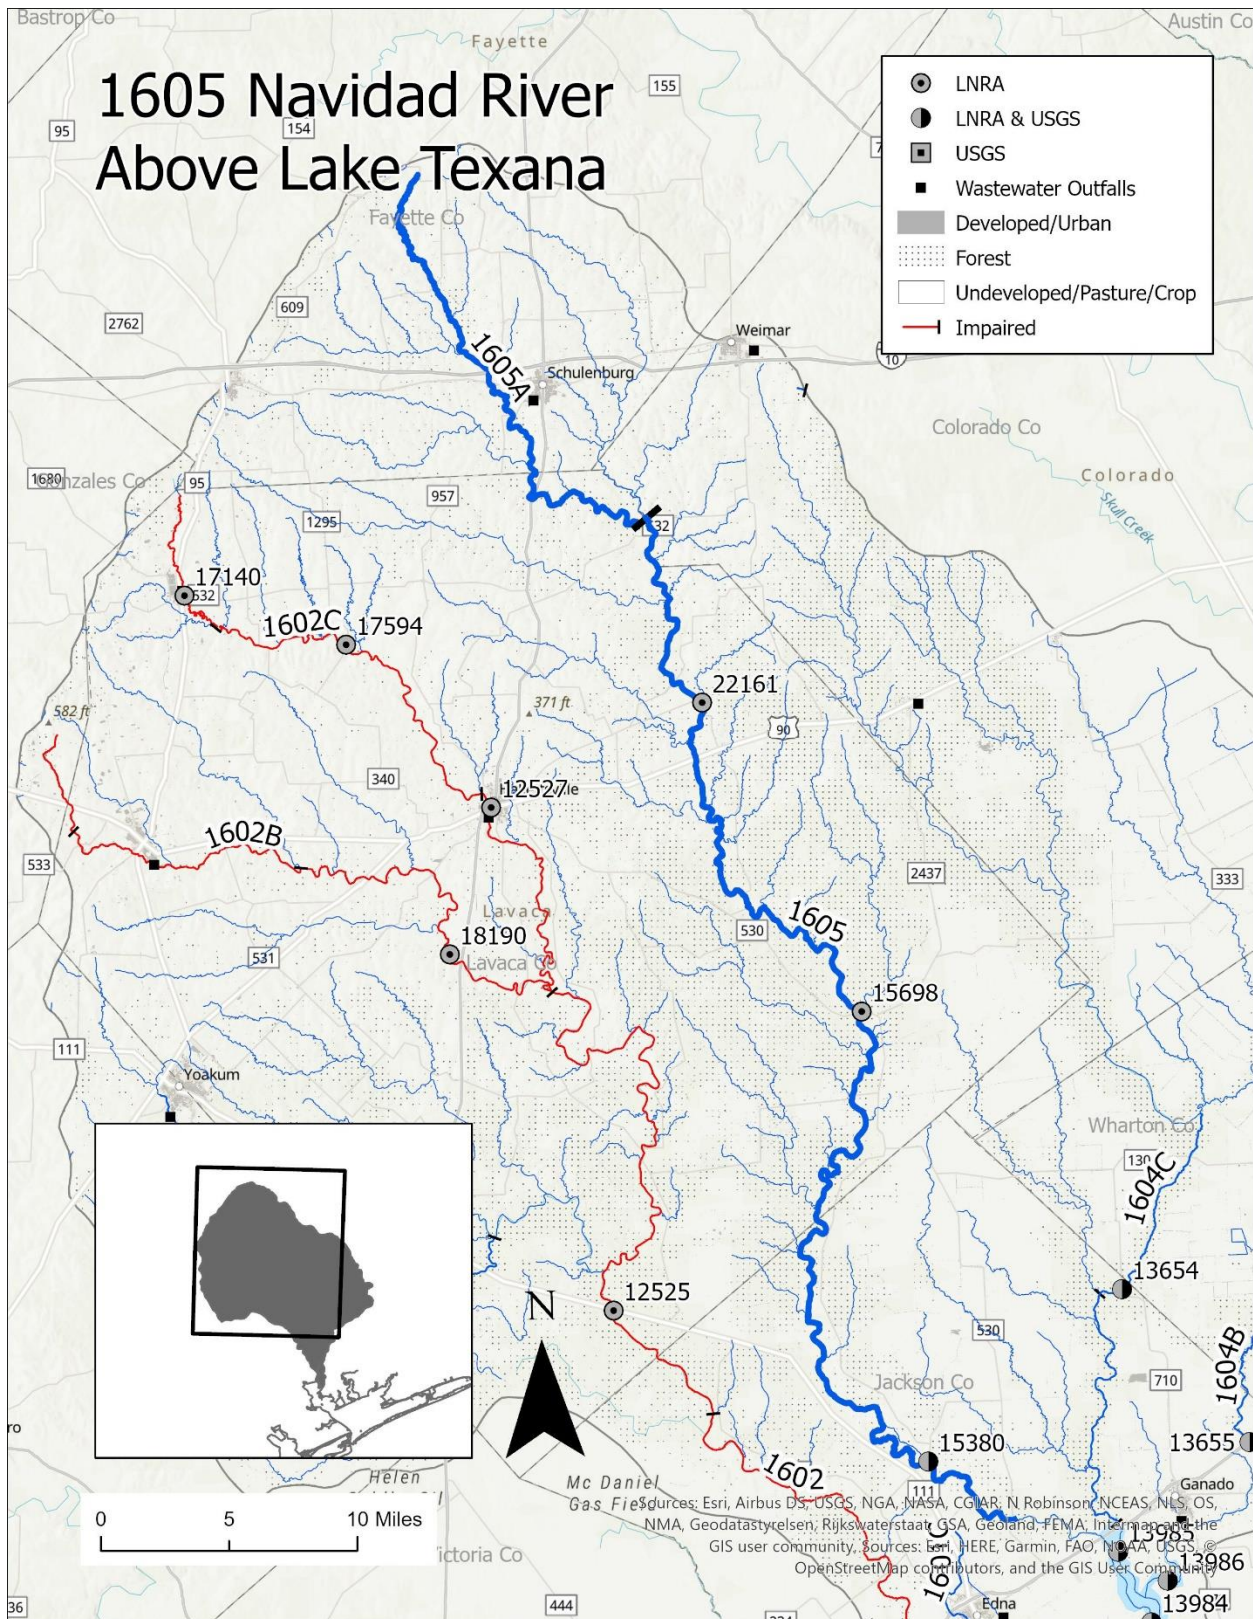 Bastrop Co
Austin Co
Fayette
1605 Navidad River
Above Lake Texana
LNRA
LNRA & USGS
USGS
Wastewater Outfalls
Developed/Urban
Forest
Undeveloped/Pasture/Crop
Impaired
155
95
154
Fayette Co
609
2762
Weimar
10
1605A
Schulenburg
Colorado Co
Colorado
Skull Creek
1680
95
957
1295
532
17140
532
1602C
17594
22161
582 ft
371 ft
90
340
12527
1602B
533
2437
333
1605
530
Lavaca
18190
Lavaca Co
531
15698
111
Yoakum
Wharton Co
1604C
13654
12525
N
530
1604B
Jackson Co
710
15380
13655
1602
111
Ganado
Helen
Mc Daniel
Gas Field
0 5 10 Miles
Sources: Esri, Airbus DS, USGS, NGA, NASA, CGIAR, N Robinson, NCEAS, NLS, OS,
NMA, Geodatastyrelsen, Rijkswaterstaat, GSA, Geoland, FEMA, Intermap and the
GIS user community, Sources: Esri, HERE, Garmin, FAO, NOAA, USGS, ©
OpenStreetMap contributors, and the GIS User Community
13985
13986
13984
36
444
Edna